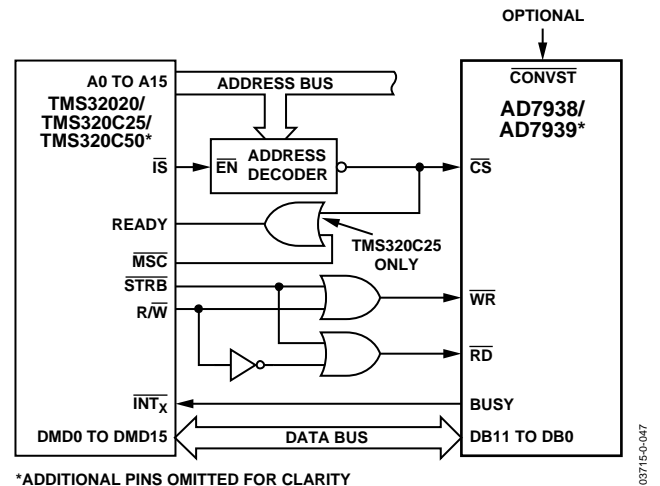 OPTIONAL
A0 TO A15
ADDRESS BUS
CONVST
TMS32020/
TMS320C25/
TMS320C50*
AD7938/
AD7939*
IS
EN
ADDRESS
DECODER
CS
READY
TMS320C25
ONLY
MSC
STRB
R/W
WR
RD
INTX
BUSY
DMD0 TO DMD15
DATA BUS
DB11 TO DB0
*ADDITIONAL PINS OMITTED FOR CLARITY
03715-0-047